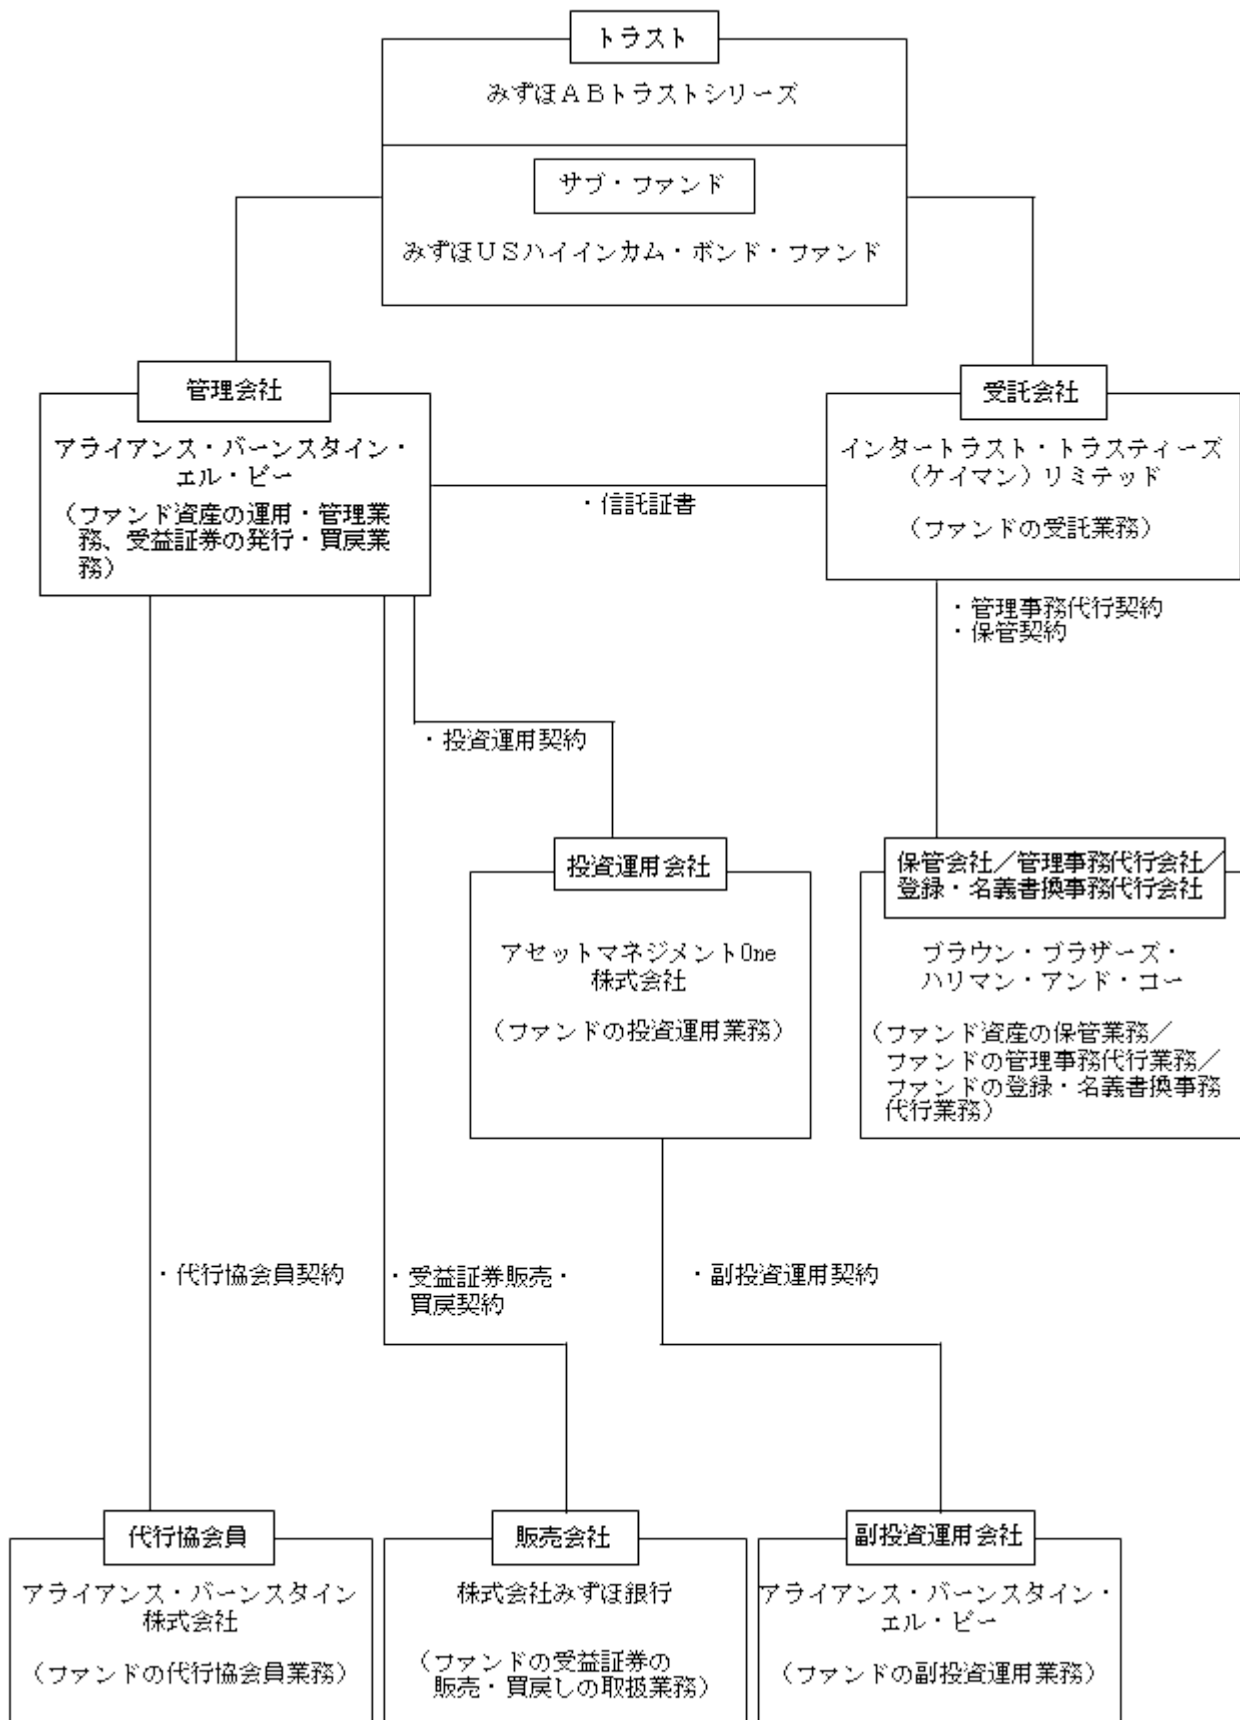 トラスト
みずほＡＢトラストシリーズ
サブ・ファンド
みずほＵＳハイインカム・ボンド・ファンド
管理会社
アライアンス・バーンスタイン・
エル・ピー
（ファンド資産の運用・管理業
務、受益証券の発行・買戻業
務）
受託会社
インタートラスト・トラスティーズ
（ケイマン）リミテッド
（ファンドの受託業務）
・信託証書
・管理事務代行契約
・保管契約
・投資運用契約
投資運用会社
アセットマネジメントOne
株式会社
（ファンドの投資運用業務）
保管会社／管理事務代行会社／
登録・名義書換事務代行会社
ブラウン・ブラザーズ・
ハリマン・アンド・コー
（ファンド資産の保管業務／
ファンドの管理事務代行業務／
ファンドの登録・名義書換事務
代行業務）
・代行協会員契約
・受益証券販売・
買戻契約
・副投資運用契約
代行協会員
アライアンス・バーンスタイン
株式会社
（ファンドの代行協会員業務）
販売会社
株式会社みずほ銀行
（ファンドの受益証券の
販売・買戻しの取扱業務）
副投資運用会社
アライアンス・バーンスタイン・
エル・ピー
（ファンドの副投資運用業務）